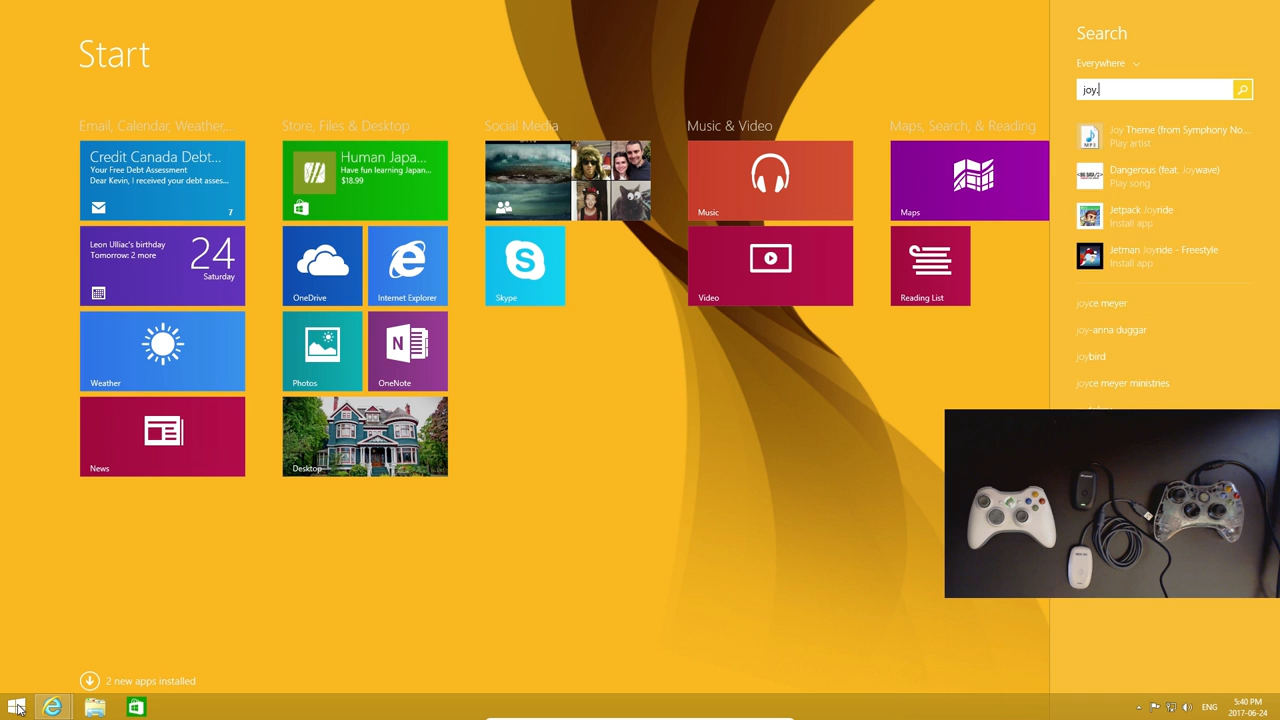 Start
Search
Everywhere
joy.
Email, Calendar, Weather...
Store, Files & Desktop
Social Media
Music & Video
Maps, Search, & Reading
Credit Canada Debt...
Your Free Debt Assessment
Dear Kevin, I received your debt asses...
7
Human Japa...
Have fun learning Japan...
$18.99
Music
Maps
Joy Theme (from Symphony No...
Play artist
Dangerous (feat. Joywave)
Play song
Jetpack Joyride
Install app
Jetman Joyride - Freestyle
Install app
Leon Ulliac's birthday
Tomorrow: 2 more
24
Saturday
OneDrive
Internet Explorer
Skype
Video
Reading List
joyce meyer
joy-anna duggar
joybird
joyce meyer ministries
Weather
Photos
OneNote
News
Desktop
2 new apps installed
ENG
5:40 PM
2017-06-24